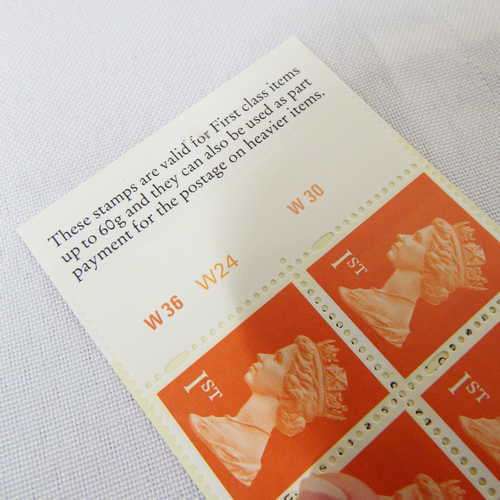 These stamps are valid for First class items
up to 60g and they can also be used as part
payment for the postage on heavier items.
W 36 W24 W 30
1ST
1ST
1ST